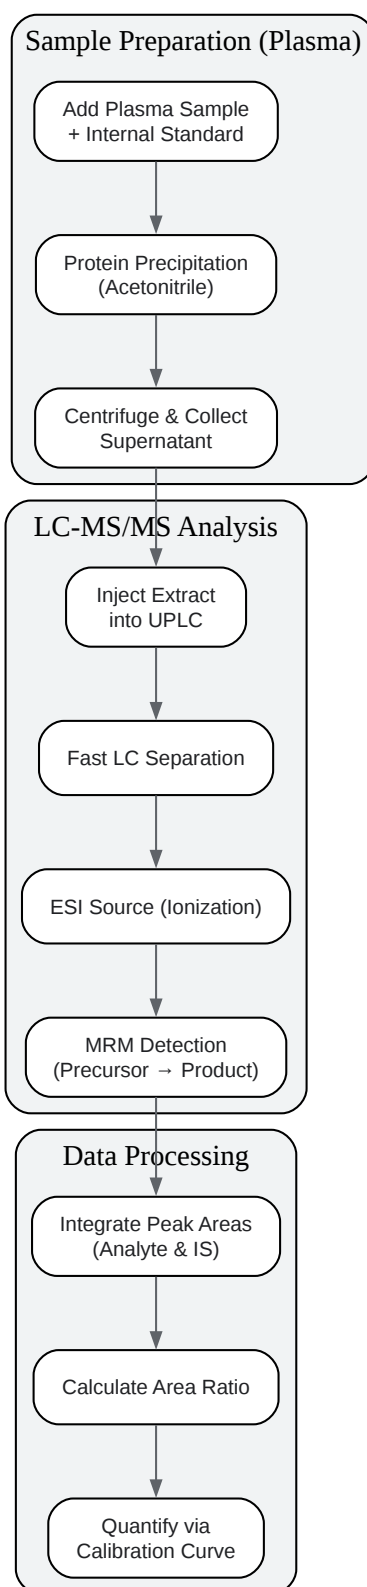 Sample Preparation (Plasma)
Add Plasma Sample
+ Internal Standard
Protein Precipitation
(Acetonitrile)
Centrifuge & Collect
Supernatant
LC-MS/MS Analysis
Inject Extract
into UPLC
Fast LC Separation
ESI Source (Ionization)
MRM Detection
(Precursor → Product)
Data Processing
Integrate Peak Areas
(Analyte & IS)
Calculate Area Ratio
Quantify via
Calibration Curve